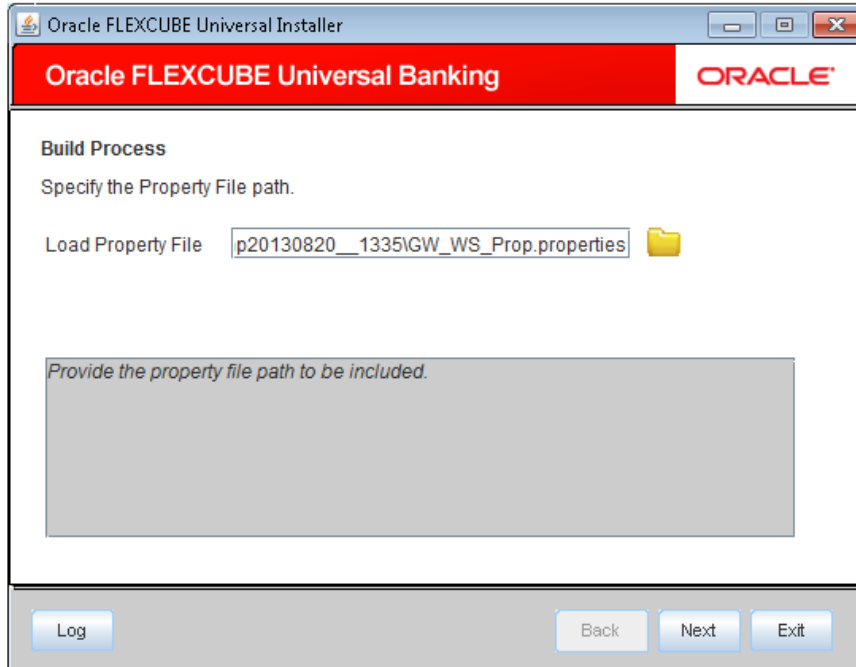 Oracle FLEXCUBE Universal Installer
Oracle FLEXCUBE Universal Banking
ORACLE
Build Process
Specify the Property File path.
Load Property File p20130820__1335\GW_WS_Prop.properties
Provide the property file path to be included.
Log Back Next Exit